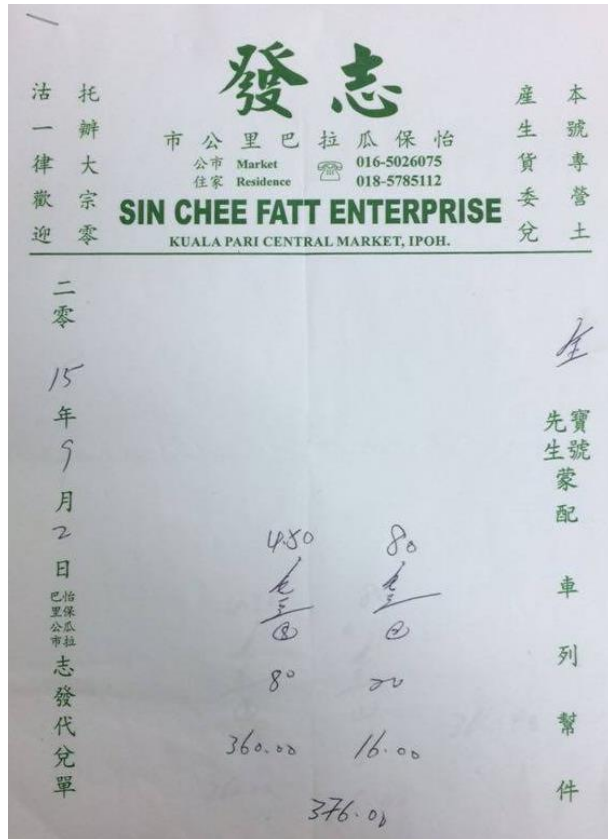 志發
怡保瓜拉巴里公市
公市 Market 016-5026075
住家 Residence 018-5785112
SIN CHEE FATT ENTERPRISE
KUALA PARI CENTRAL MARKET, IPOH.
本號專營土
產生貨委兌
托辦大宗零
沽一律歡迎
寶號
先生
蒙配車列幫件
80
20
16.00
4.50
80
360.00
376.00
二零15年9月2日
怡保瓜拉
巴里公市
志發代兌單